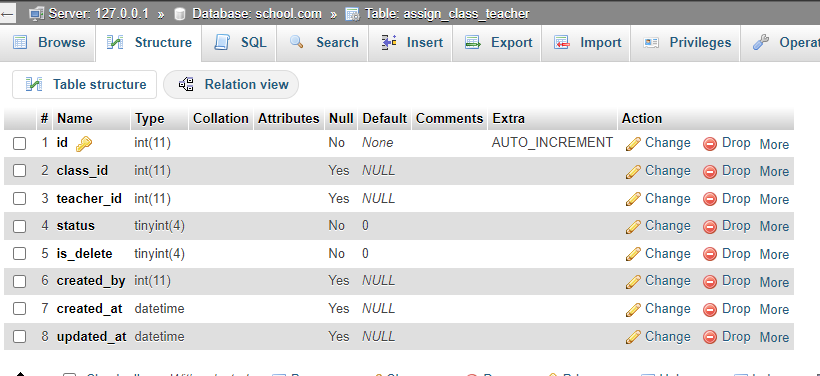 Server: 127.0.0.1 » Database: school.com » Table: assign_class_teacher
Browse Structure SQL Search Insert Export Import Privileges Operat
Table structure Relation view
# Name Type Collation Attributes Null Default Comments Extra Action
1 id int(11) No None AUTO_INCREMENT Change Drop More
2 class_id int(11) Yes NULL Change Drop More
3 teacher_id int(11) Yes NULL Change Drop More
4 status tinyint(4) No 0 Change Drop More
5 is_delete tinyint(4) No 0 Change Drop More
6 created_by int(11) Yes NULL Change Drop More
7 created_at datetime Yes NULL Change Drop More
8 updated_at datetime Yes NULL Change Drop More